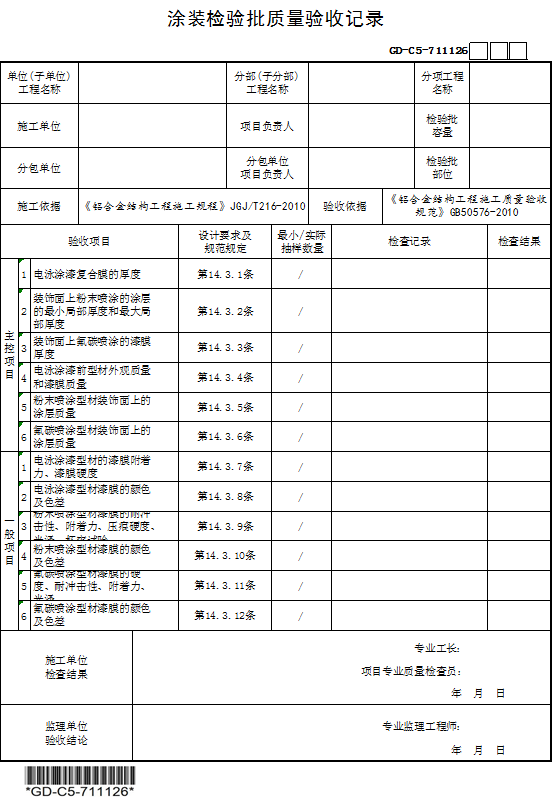 涂装检验批质量验收记录
GD-C5-711126
单位(子单位)
工程名称
分部(子分部)
工程名称
分项工程
名称
施工单位
项目负责人
检验批
容量
分包单位
分包单位
项目负责人
检验批
部位
施工依据
《铝合金结构工程施工规程》JGJ/T216-2010
验收依据
《铝合金结构工程施工质量验收
规范》GB50576-2010
验收项目
设计要求及
规范规定
最小/实际
抽样数量
检查记录
检查结果
主控项目
1
电泳涂漆复合膜的厚度
第14.3.1条
/
2
装饰面上粉末喷涂的涂层
的最小局部厚度和最大局
部厚度
第14.3.2条
/
3
装饰面上氟碳喷涂的漆膜
厚度
第14.3.3条
/
4
电泳涂漆前型材外观质量
和漆膜质量
第14.3.4条
/
5
粉末喷涂型材装饰面上的
涂层质量
第14.3.5条
/
6
氟碳喷涂型材装饰面上的
涂层质量
第14.3.6条
/
一般项目
1
电泳涂漆型材的漆膜附着
力、漆膜硬度
第14.3.7条
/
2
电泳涂漆型材漆膜的颜色
及色差
第14.3.8条
/
3
粉末喷涂型材漆膜的耐冲
击性、附着力、压痕硬度、
第14.3.9条
/
4
粉末喷涂型材漆膜的颜色
及色差
第14.3.10条
/
5
氟碳喷涂型材漆膜的硬
度、耐冲击性、附着力、
第14.3.11条
/
6
氟碳喷涂型材漆膜的颜色
及色差
第14.3.12条
/
施工单位
检查结果
专业工长:
项目专业质量检查员:
年 月 日
监理单位
验收结论
专业监理工程师:
年 月 日
*GD-C5-711126*